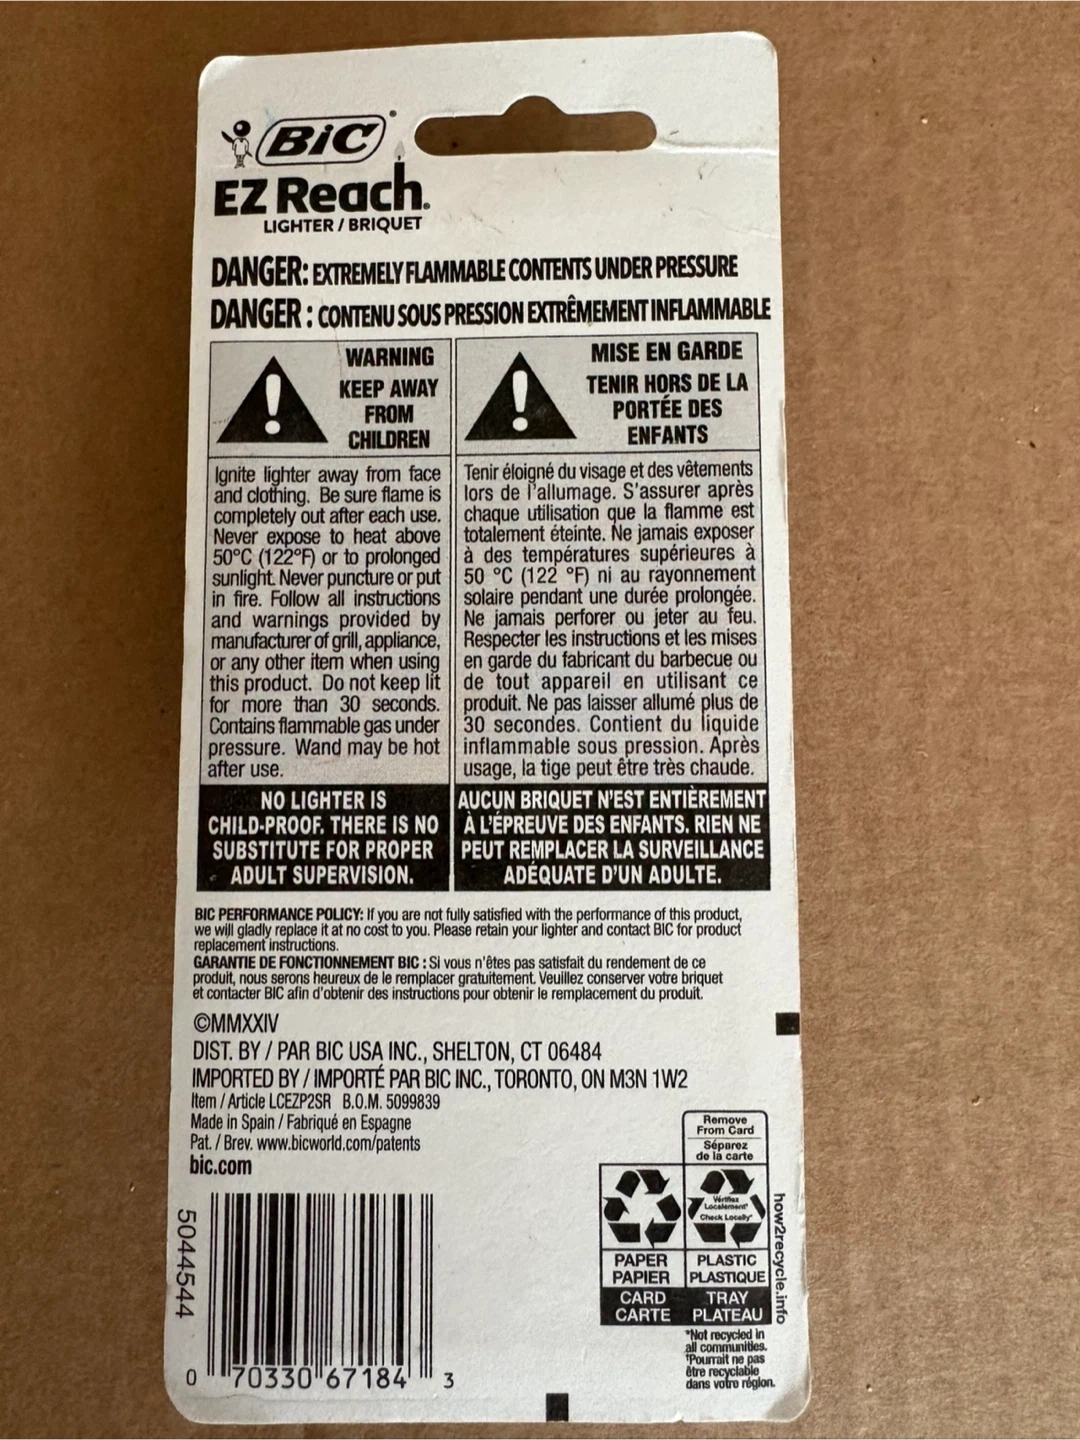 BiC®
EZ Reach®
LIGHTER / BRIQUET
DANGER: EXTREMELY FLAMMABLE CONTENTS UNDER PRESSURE
DANGER : CONTENU SOUS PRESSION EXTRÊMEMENT INFLAMMABLE
WARNING
KEEP AWAY
FROM
CHILDREN
Ignite lighter away from face
and clothing. Be sure flame is
completely out after each use.
Never expose to heat above
50°C (122°F) or to prolonged
sunlight. Never puncture or put
in fire. Follow all instructions
and warnings provided by
manufacturer of grill, appliance,
or any other item when using
this product. Do not keep lit
for more than 30 seconds.
Contains flammable gas under
pressure. Wand may be hot
after use.
NO LIGHTER IS
CHILD-PROOF. THERE IS NO
SUBSTITUTE FOR PROPER
ADULT SUPERVISION.
MISE EN GARDE
TENIR HORS DE LA
PORTÉE DES
ENFANTS
Tenir éloigné du visage et des vêtements
lors de l'allumage. S'assurer après
chaque utilisation que la flamme est
totalement éteinte. Ne jamais exposer
à des températures supérieures à
50 °C (122 °F) ni au rayonnement
solaire pendant une durée prolongée.
Ne jamais perforer ou jeter au feu.
Respecter les instructions et les mises
en garde du fabricant du barbecue ou
de tout appareil en utilisant ce
produit. Ne pas laisser allumé plus de
30 secondes. Contient du liquide
inflammable sous pression. Après
usage, la tige peut être très chaude.
AUCUN BRIQUET N'EST ENTIÈREMENT
À L'ÉPREUVE DES ENFANTS. RIEN NE
PEUT REMPLACER LA SURVEILLANCE
ADÉQUATE D'UN ADULTE.
BIC PERFORMANCE POLICY: If you are not fully satisfied with the performance of this product,
we will gladly replace it at no cost to you. Please retain your lighter and contact BIC for product
replacement instructions.
GARANTIE DE FONCTIONNEMENT BIC : Si vous n'êtes pas satisfait du rendement de ce
produit, nous serons heureux de le remplacer gratuitement. Veuillez conserver votre briquet
et contacter BIC afin d'obtenir des instructions pour obtenir le remplacement du produit.
©MMXXIV
DIST. BY / PAR BIC USA INC., SHELTON, CT 06484
IMPORTED BY / IMPORTÉ PAR BIC INC., TORONTO, ON M3N 1W2
Item / Article LCEZP2SR B.O.M. 5099839
Made in Spain / Fabriqué en Espagne
Pat. / Brev. www.bicworld.com/patents
bic.com
5044544
0 70330 67184 3
Remove
From Card
Séparez
de la carte
Vérifiez
Localement†
Check Locally*
PAPER
PAPIER
CARD
CARTE
PLASTIC
PLASTIQUE
TRAY
PLATEAU
how2recycle.info
*Not recycled in
all communities.
†Pourrait ne pas
être recyclable
dans votre région.